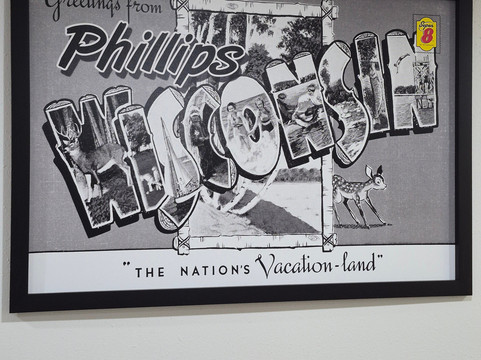 Greetings from
Phillips
WISCONSIN
Super
8
"THE NATION'S Vacation-land"